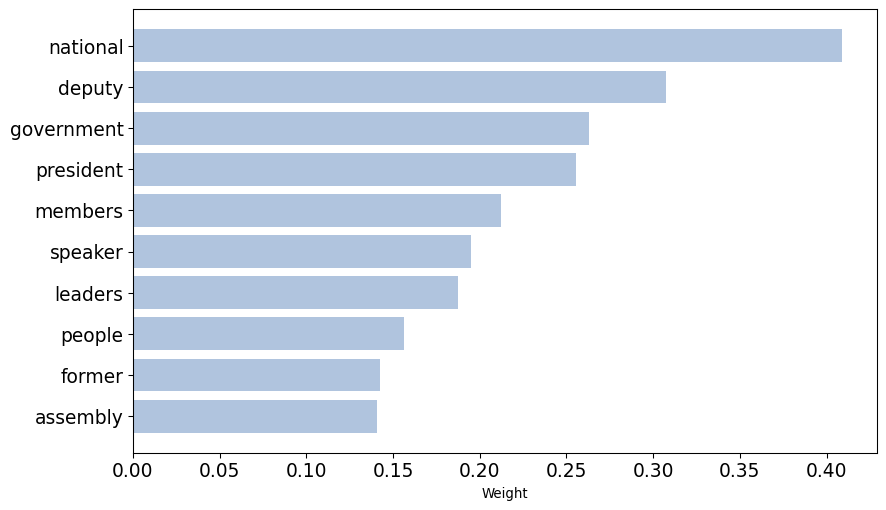 national
deputy
government
president
members
speaker
leaders
people
former
assembly
0.00 0.05 0.10 0.15 0.20 0.25 0.30 0.35 0.40
Weight